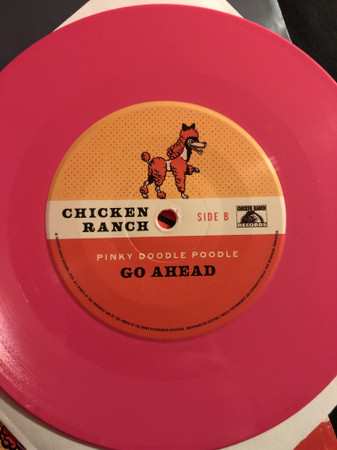 CHICKEN
RANCH
SIDE B
CHICKEN RANCH
RECORDS
PINKY DOODLE POODLE
GO AHEAD